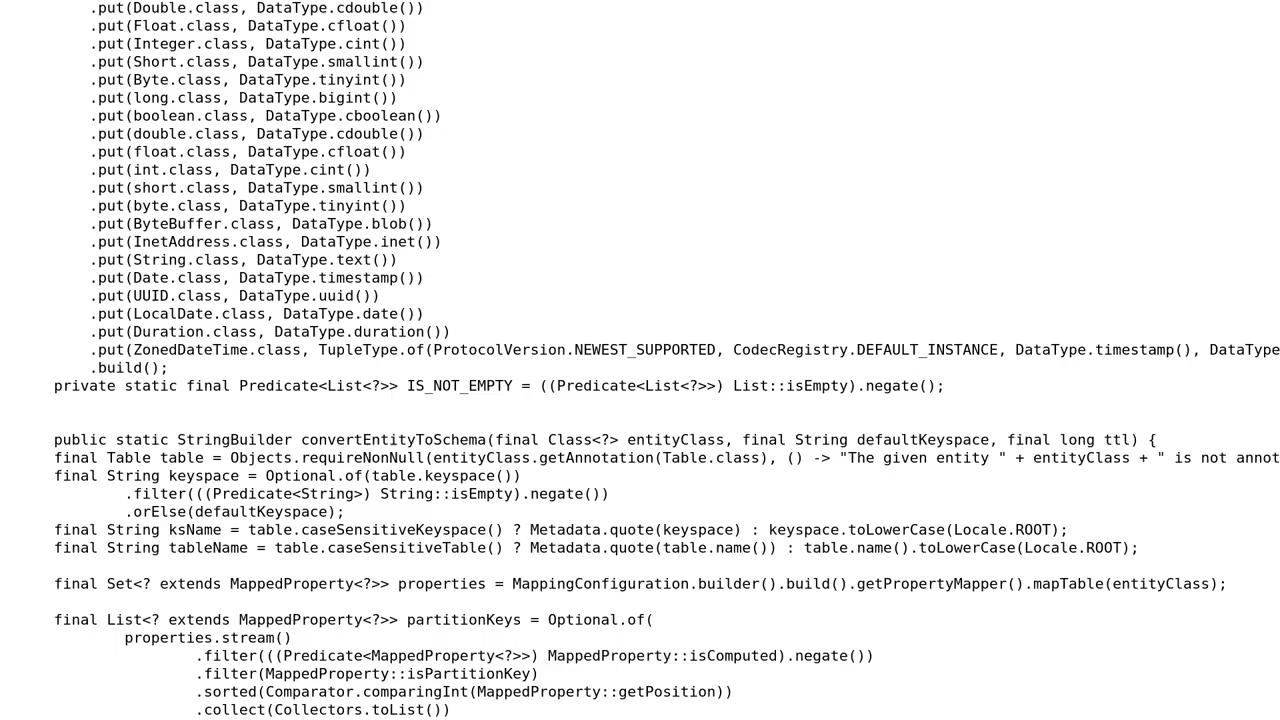 .put(Double.class, DataType.cdouble())
.put(Float.class, DataType.cfloat())
.put(Integer.class, DataType.cint())
.put(Short.class, DataType.smallint())
.put(Byte.class, DataType.tinyint())
.put(long.class, DataType.bigint())
.put(boolean.class, DataType.cboolean())
.put(double.class, DataType.cdouble())
.put(float.class, DataType.cfloat())
.put(int.class, DataType.cint())
.put(short.class, DataType.smallint())
.put(byte.class, DataType.tinyint())
.put(ByteBuffer.class, DataType.blob())
.put(InetAddress.class, DataType.inet())
.put(String.class, DataType.text())
.put(Date.class, DataType.timestamp())
.put(UUID.class, DataType.uuid())
.put(LocalDate.class, DataType.date())
.put(Duration.class, DataType.duration())
.put(ZonedDateTime.class, TupleType.of(ProtocolVersion.NEWEST_SUPPORTED, CodecRegistry.DEFAULT_INSTANCE, DataType.timestamp(), DataType
.build();
private static final Predicate<List<?>> IS_NOT_EMPTY = ((Predicate<List<?>>) List::isEmpty).negate();
public static StringBuilder convertEntityToSchema(final Class<?> entityClass, final String defaultKeyspace, final long ttl) {
final Table table = Objects.requireNonNull(entityClass.getAnnotation(Table.class), () -> "The given entity " + entityClass + " is not annot
final String keyspace = Optional.of(table.keyspace())
.filter(((Predicate<String>) String::isEmpty).negate())
.orElse(defaultKeyspace);
final String ksName = table.caseSensitiveKeyspace() ? Metadata.quote(keyspace) : keyspace.toLowerCase(Locale.ROOT);
final String tableName = table.caseSensitiveTable() ? Metadata.quote(table.name()) : table.name().toLowerCase(Locale.ROOT);
final Set<? extends MappedProperty<?>> properties = MappingConfiguration.builder().build().getPropertyMapper().mapTable(entityClass);
final List<? extends MappedProperty<?>> partitionKeys = Optional.of(
properties.stream()
.filter(((Predicate<MappedProperty<?>>) MappedProperty::isComputed).negate())
.filter(MappedProperty::isPartitionKey)
.sorted(Comparator.comparingInt(MappedProperty::getPosition))
.collect(Collectors.toList())